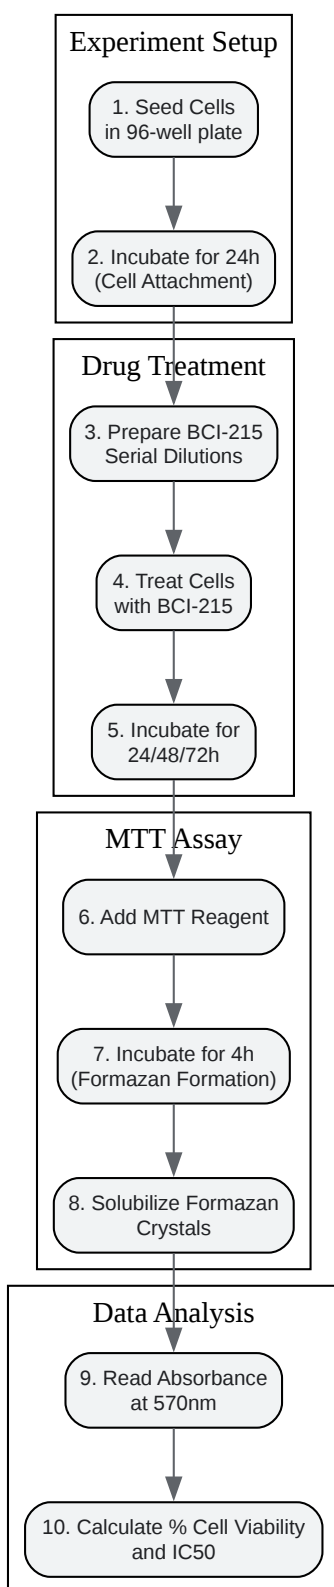 Experiment Setup
1. Seed Cells
in 96-well plate
2. Incubate for 24h
(Cell Attachment)
Drug Treatment
3. Prepare BCI-215
Serial Dilutions
4. Treat Cells
with BCI-215
5. Incubate for
24/48/72h
MTT Assay
6. Add MTT Reagent
7. Incubate for 4h
(Formazan Formation)
8. Solubilize Formazan
Crystals
Data Analysis
9. Read Absorbance
at 570nm
10. Calculate % Cell Viability
and IC50